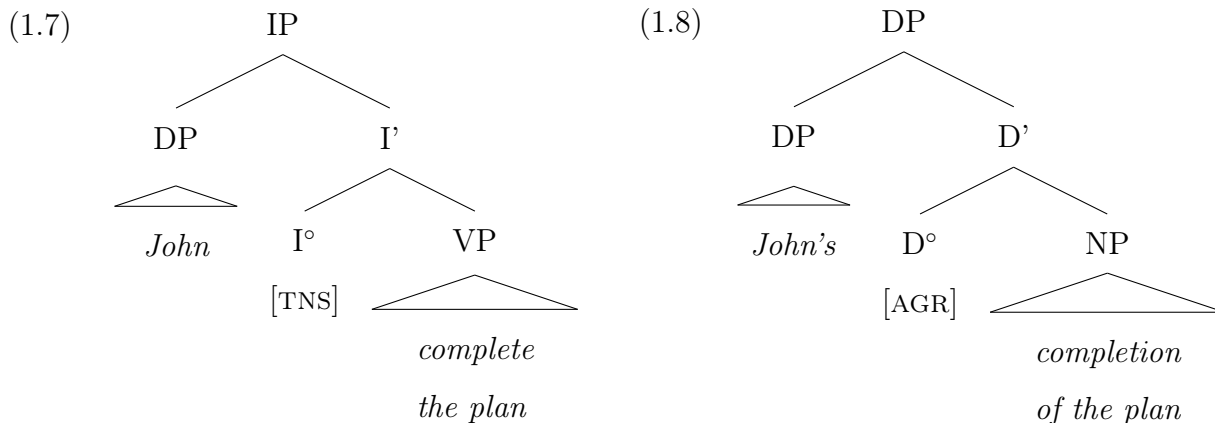 (1.7) IP
DP I’
John I° VP
[TNS]
complete
the plan
(1.8) DP
DP D’
John's D° NP
[AGR]
completion
of the plan